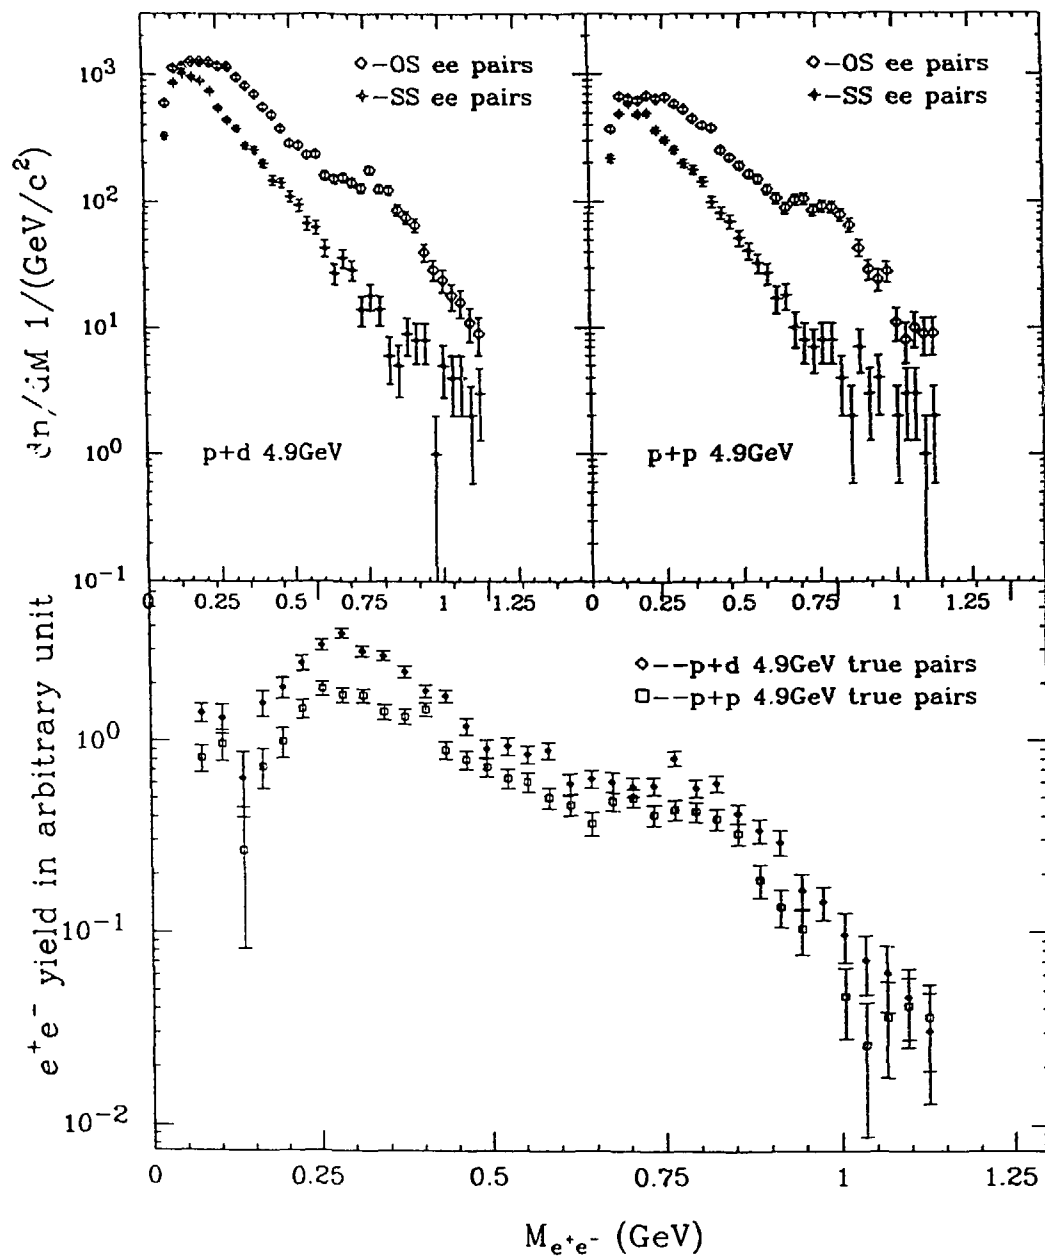 10³
10²
10¹
10⁰
10⁻¹
dn/dM 1/(GeV/c²)
◇-OS ee pairs
+-SS ee pairs
p+d 4.9GeV
◇-OS ee pairs
+-SS ee pairs
p+p 4.9GeV
0 0.25 0.5 0.75 1 1.25
0 0.25 0.5 0.75 1 1.25
e⁺e⁻ yield in arbitrary unit
◇--p+d 4.9GeV true pairs
□--p+p 4.9GeV true pairs
10⁰
10⁻¹
10⁻²
0 0.25 0.5 0.75 1 1.25
Mₑ⁺ₑ⁻ (GeV)